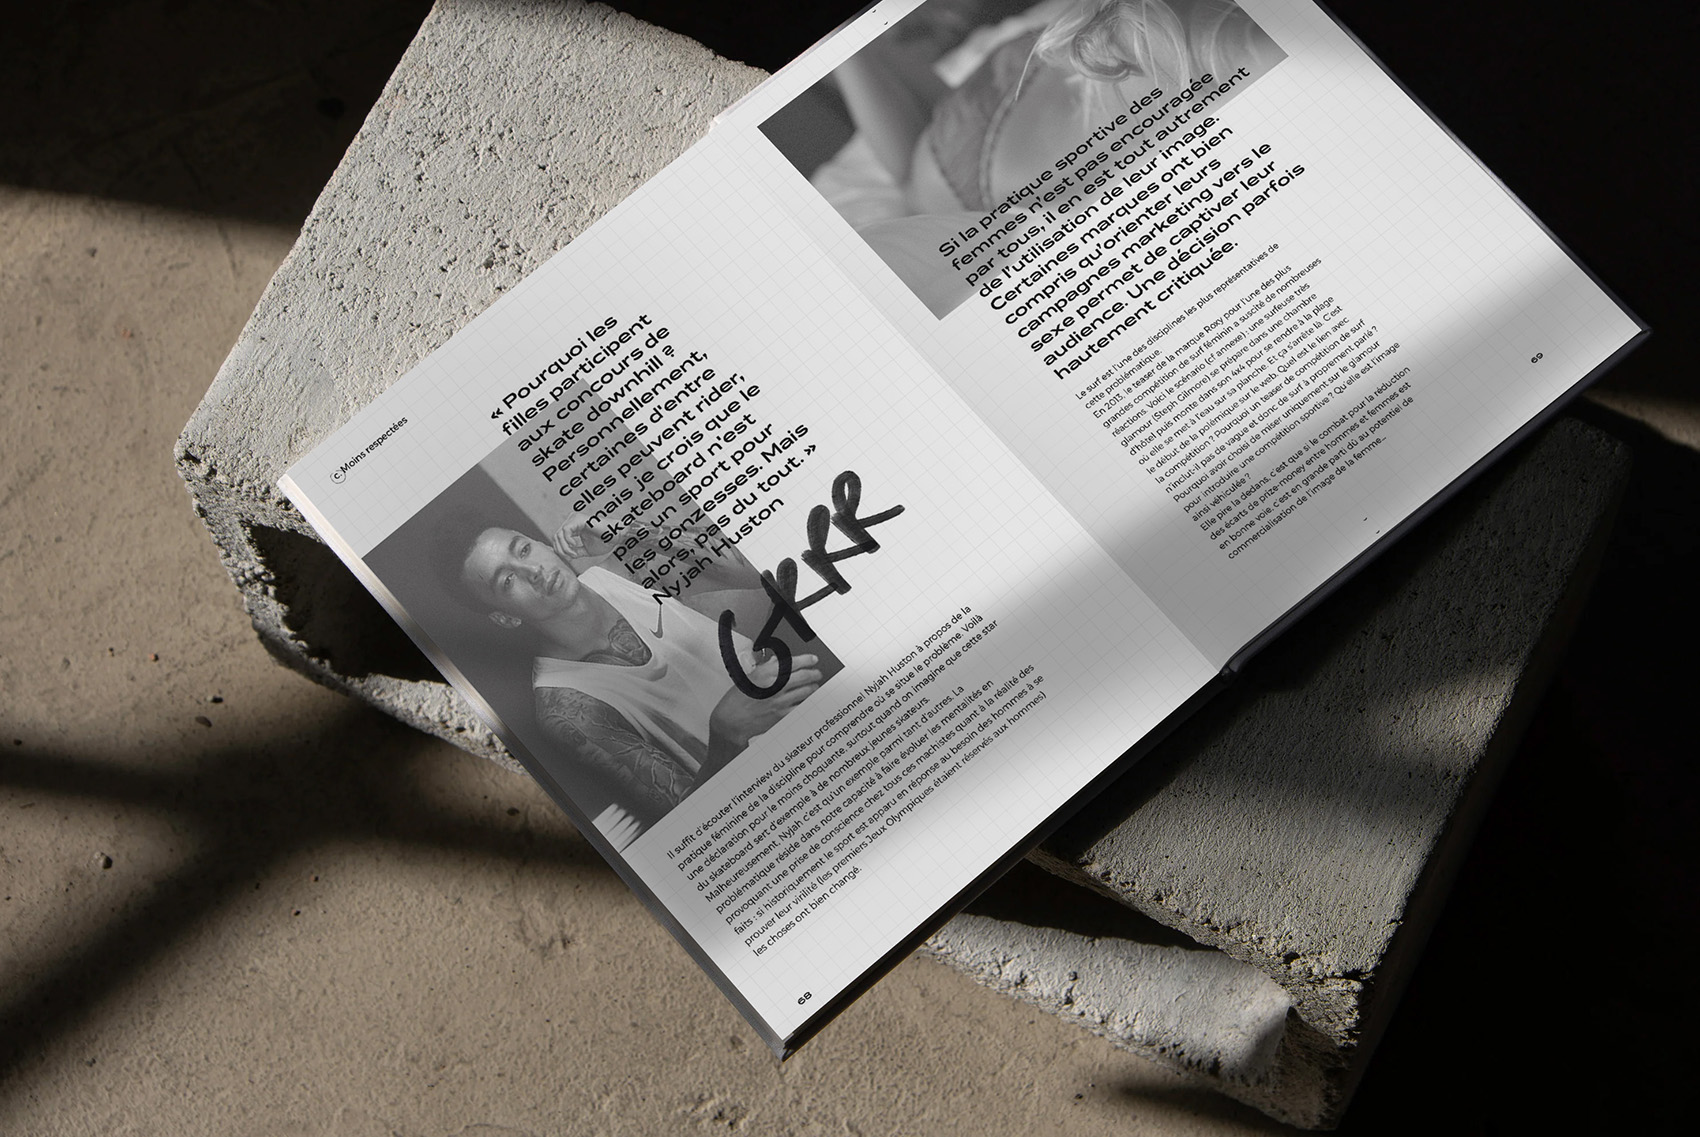 c. Moins respectées
« Pourquoi les
filles participent
aux concours de
skate downhill ?
Personnellement,
certaines d'entre
elles peuvent rider,
mais je crois que le
skateboard n'est
pas un sport pour
les gonzesses. Mais
alors, pas du tout. »
Nyjah Huston
GRRR
Il suffit d'écouter l'interview du skateur professionnel Nyjah Huston à propos de la
pratique féminine de la discipline pour comprendre où se situe le problème. Voilà
une déclaration pour le moins choquante, surtout quand on imagine que cette star
du skateboard sert d'exemple à de nombreux jeunes skateurs.
Malheureusement, Nyjah c'est qu'un exemple parmi tant d'autres. La
problématique réside dans notre capacité à faire évoluer les mentalités en
provoquant une prise de conscience chez tous ces machistes quant à la réalité des
faits : si historiquement le sport est apparu en réponse au besoin des hommes à se
prouver leur virilité (les premiers Jeux Olympiques étaient réservés aux hommes)
les choses ont bien changé.
68
Si la pratique sportive des
femmes n'est pas encouragée
par tous, il en est tout autrement
de l'utilisation de leur image.
Certaines marques ont bien
compris qu'orienter leurs
campagnes marketing vers le
sexe permet de captiver leur
audience. Une décision parfois
hautement critiquée.
Le surf est l'une des disciplines les plus représentatives de
cette problématique.
En 2013, le teaser de la marque Roxy pour l'une des plus
grandes compétition de surf féminin a suscité de nombreuses
réactions. Voici le scénario (cf annexe) : une surfeuse très
glamour (Steph Gilmore) se prépare dans une chambre
d'hôtel puis monte dans son 4x4 pour se rendre à la plage
où elle se met à l'eau sur sa planche. Et ça s'arrête là. C'est
le début de la polémique sur le web. Quel est le lien avec
la compétition ? Pourquoi un teaser de compétition de surf
n'inclut-il pas de vague et donc de surf à proprement parlé ?
Pourquoi avoir choisi de miser uniquement sur le glamour
pour introduire une compétition sportive ? Qu'elle est l'image
ainsi véhiculée ?
Elle pire là dedans, c'est que si le combat pour la réduction
des écarts de prize-money entre hommes et femmes est
en bonne voie, c'est en grande parti dû au potentiel de
commercialisation de l'image de la femme...
69